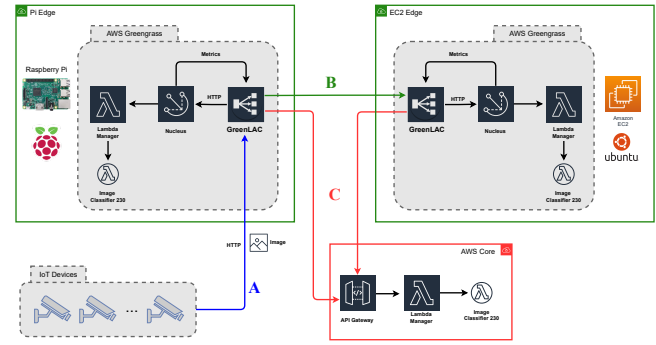 Pi Edge
AWS Greengrass
Metrics
Raspberry Pi
HTTP
Lambda
Manager
Nucleus
GreenLAC
Image
Classifier 230
B
EC2 Edge
AWS Greengrass
Metrics
HTTP
GreenLAC
Nucleus
Lambda
Manager
Image
Classifier 230
Amazon
EC2
ubuntu
C
HTTP
Image
A
IoT Devices
...
AWS Core
API Gateway
Lambda
Manager
Image
Classifier 230